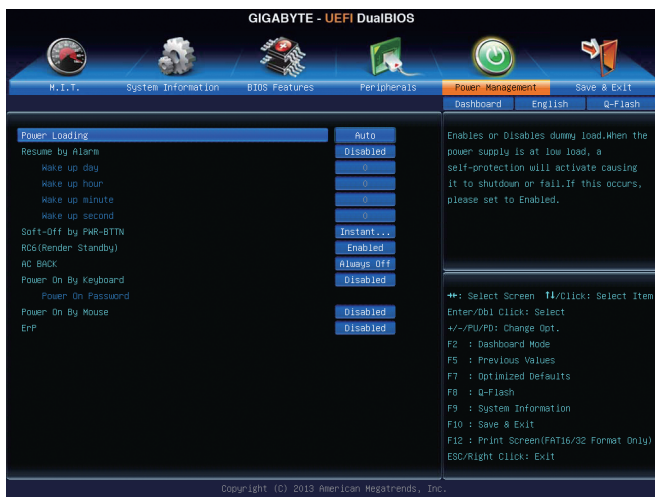 GIGABYTE - UEFI DualBIOS
M.I.T. System Information BIOS Features Peripherals Power Management Save & Exit
Dashboard English Q-Flash
Power Loading Auto
Resume by Alarm Disabled
Wake up day 0
Wake up hour 0
Wake up minute 0
Wake up second 0
Soft-Off by PWR-BTTN Instant...
RC6(Render Standby) Enabled
AC BACK Always Off
Power On By Keyboard Disabled
Power On Password
Power On By Mouse Disabled
ErP Disabled
Enables or Disables dummy load.When the
power supply is at low load, a
self-protection will activate causing
it to shutdown or fail.If this occurs,
please set to Enabled.
→←: Select Screen ↑↓/Click: Select Item
Enter/Dbl Click: Select
+/-/PU/PD: Change Opt.
F2 : Dashboard Mode
F5 : Previous Values
F7 : Optimized Defaults
F8 : Q-Flash
F9 : System Information
F10 : Save & Exit
F12 : Print Screen(FAT16/32 Format Only)
ESC/Right Click: Exit
Copyright (C) 2013 American Megatrends, Inc.